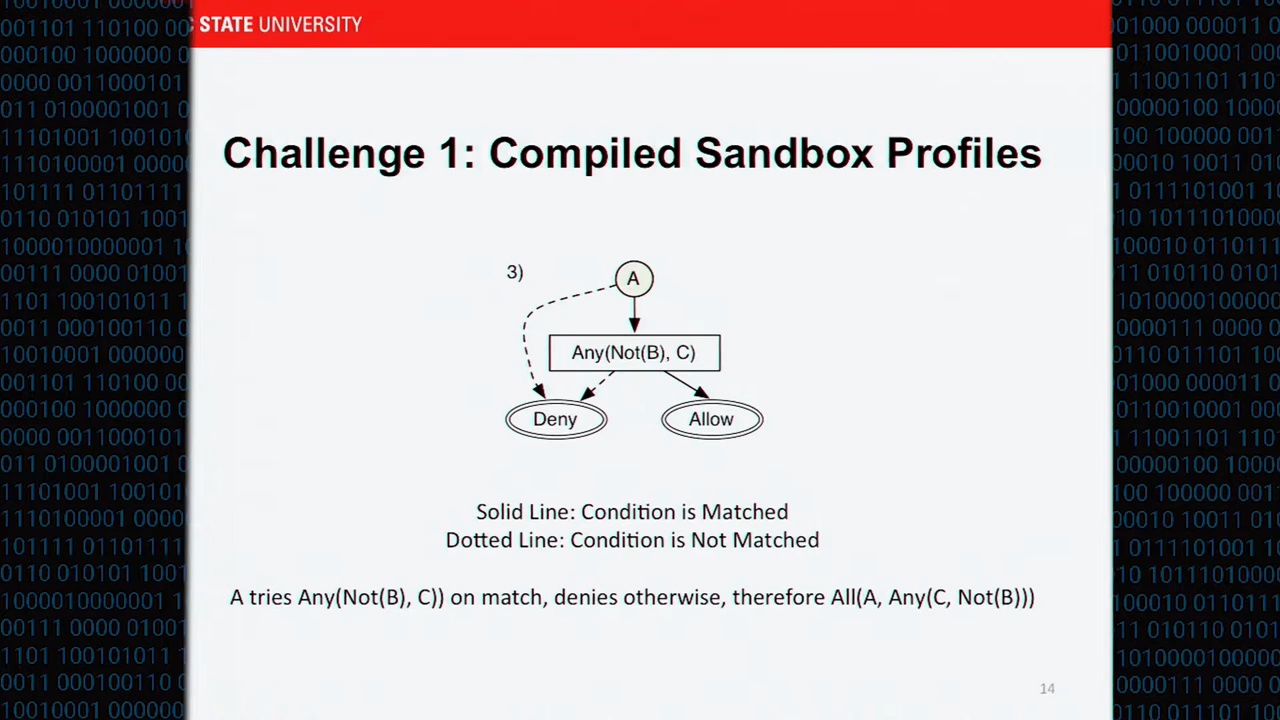 STATE UNIVERSITY
Challenge 1: Compiled Sandbox Profiles
3)
A
Any(Not(B), C)
Deny
Allow
Solid Line: Condition is Matched
Dotted Line: Condition is Not Matched
A tries Any(Not(B), C)) on match, denies otherwise, therefore All(A, Any(C, Not(B)))
14